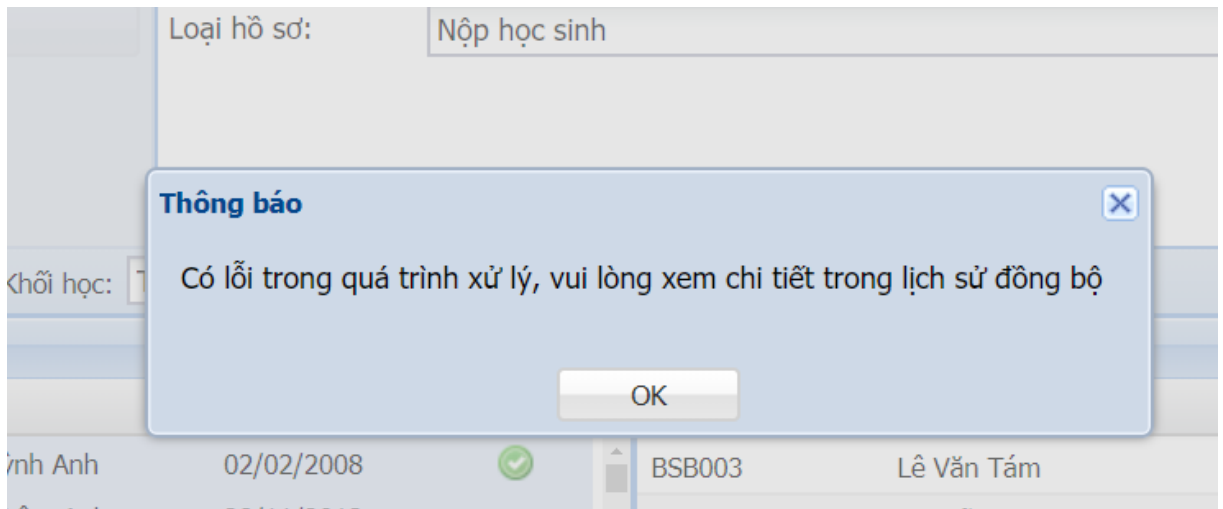 Loại hồ sơ: Nộp học sinh
Thông báo
Khối học:
Có lỗi trong quá trình xử lý, vui lòng xem chi tiết trong lịch sử đồng bộ
OK
Anh 02/02/2008 BSB003 Lê Văn Tám